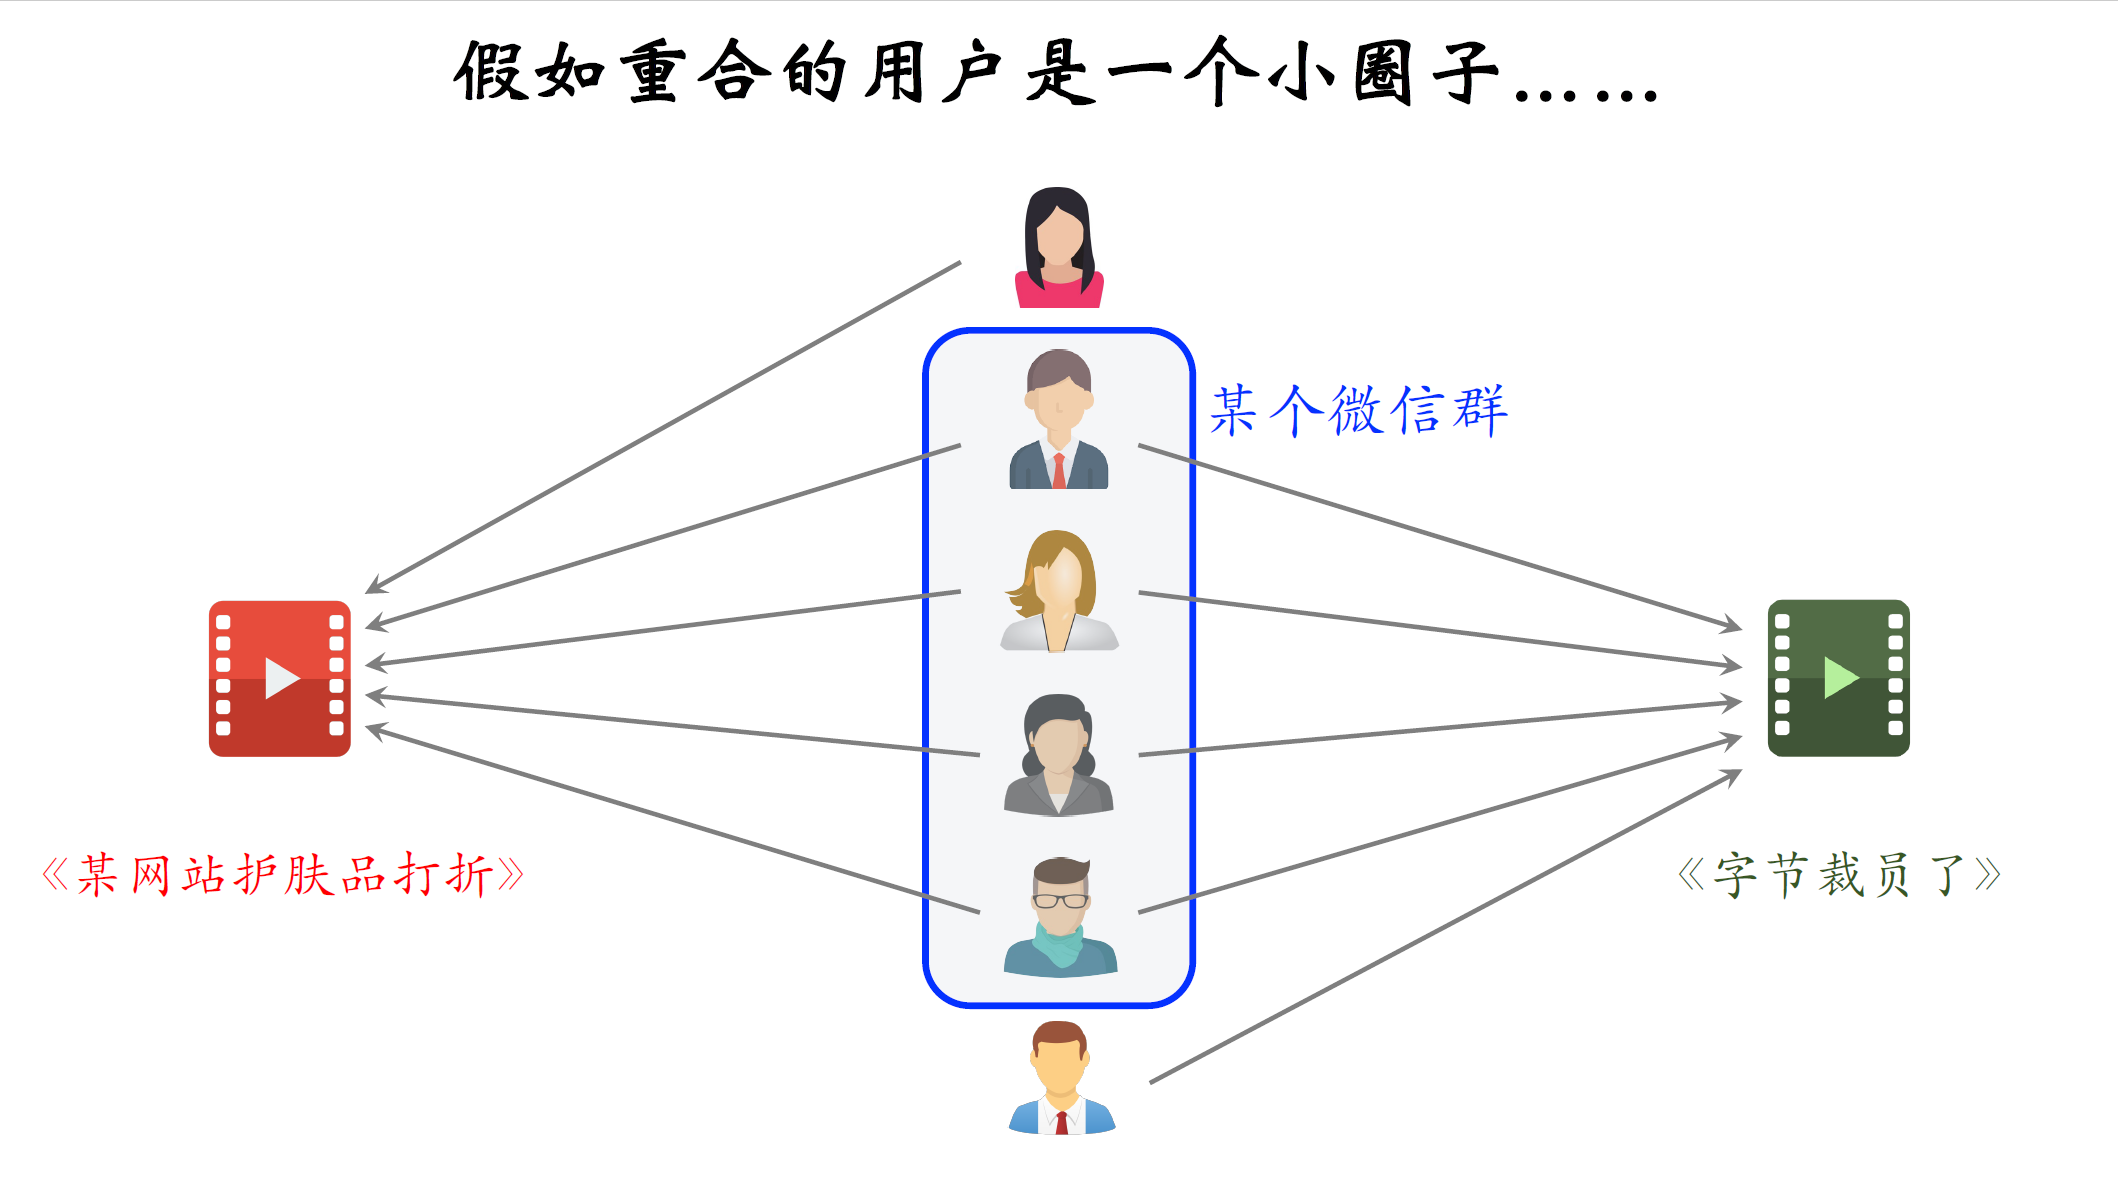 假如重合的用户是一个小圈子……
某个微信群
《某网站护肤品打折》
《字节裁员了》